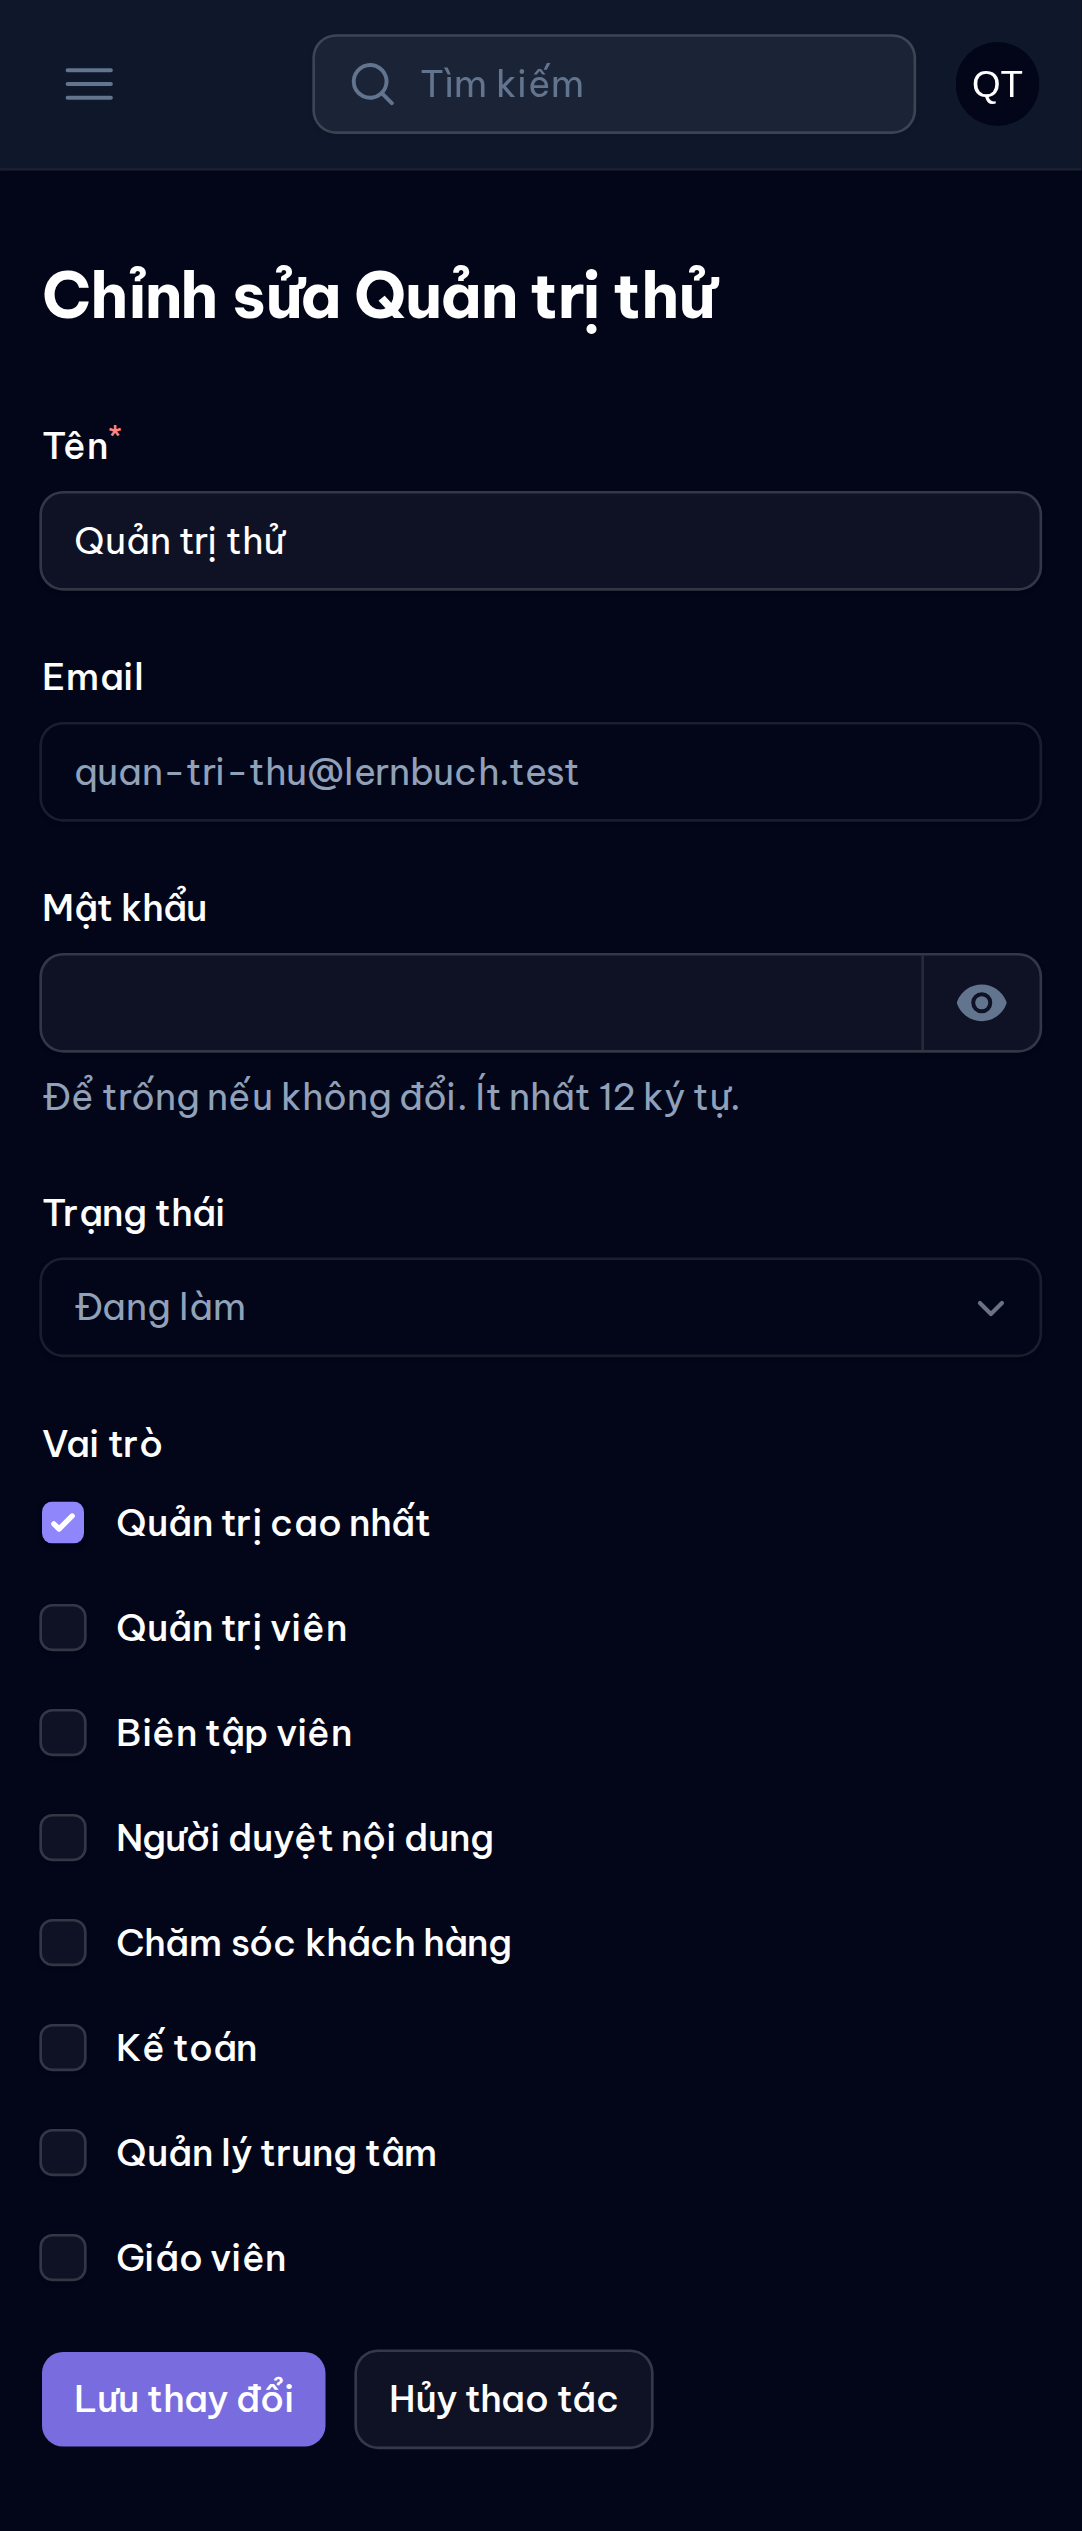 Tìm kiếm
QT
Chỉnh sửa Quản trị thử
Tên*
Quản trị thử
Email
quan-tri-thu@lernbuch.test
Mật khẩu
Để trống nếu không đổi. Ít nhất 12 ký tự.
Trạng thái
Đang làm
Vai trò
Quản trị cao nhất
Quản trị viên
Biên tập viên
Người duyệt nội dung
Chăm sóc khách hàng
Kế toán
Quản lý trung tâm
Giáo viên
Lưu thay đổi
Hủy thao tác